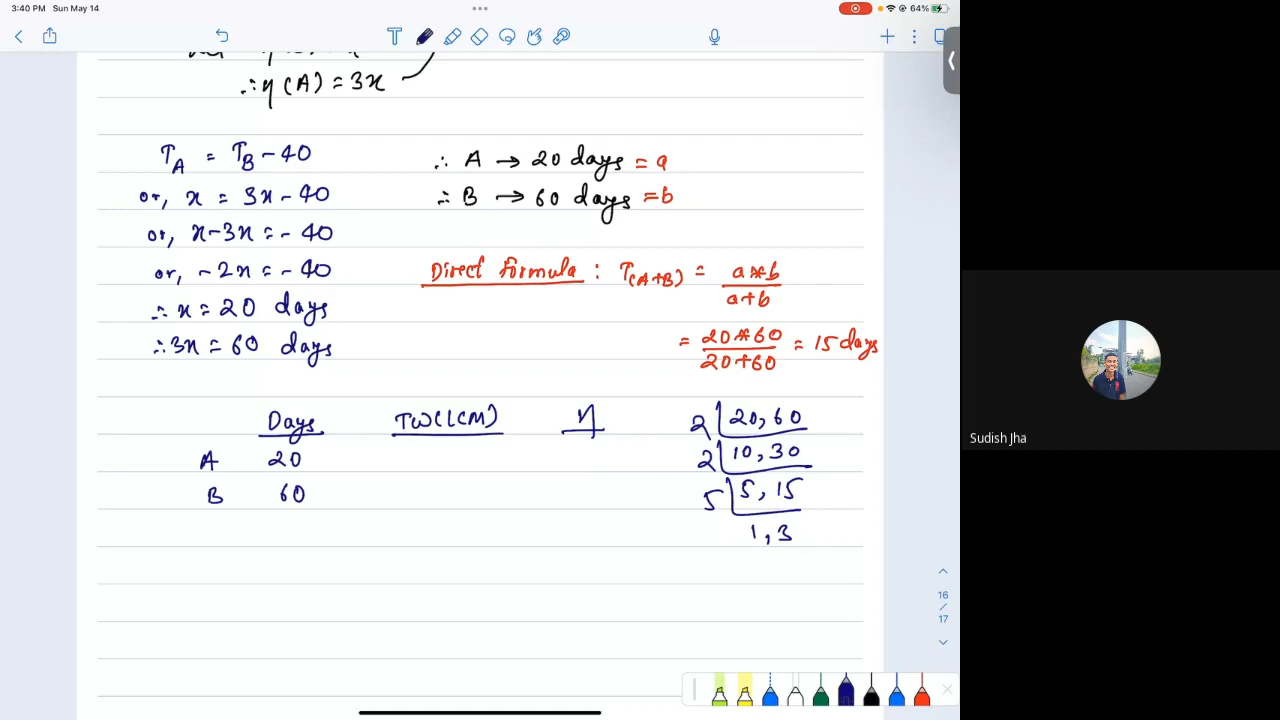 3:40 PM Sun May 14
64%
∴ η (A) = 3x
T_A = T_B - 40
or, x = 3x - 40
or, x - 3x = - 40
or, - 2x = - 40
∴ x = 20 days
∴ 3x = 60 days
∴ A → 20 days = a
∴ B → 60 days = b
Direct Formula : T_(A+B) = a*b / a+b
= 20*60 / 20+60 = 15 days
Days TW(LCM) η
A 20
B 60
2 | 20, 60
2 | 10, 30
5 | 5, 15
1, 3
16
/
17
Sudish Jha